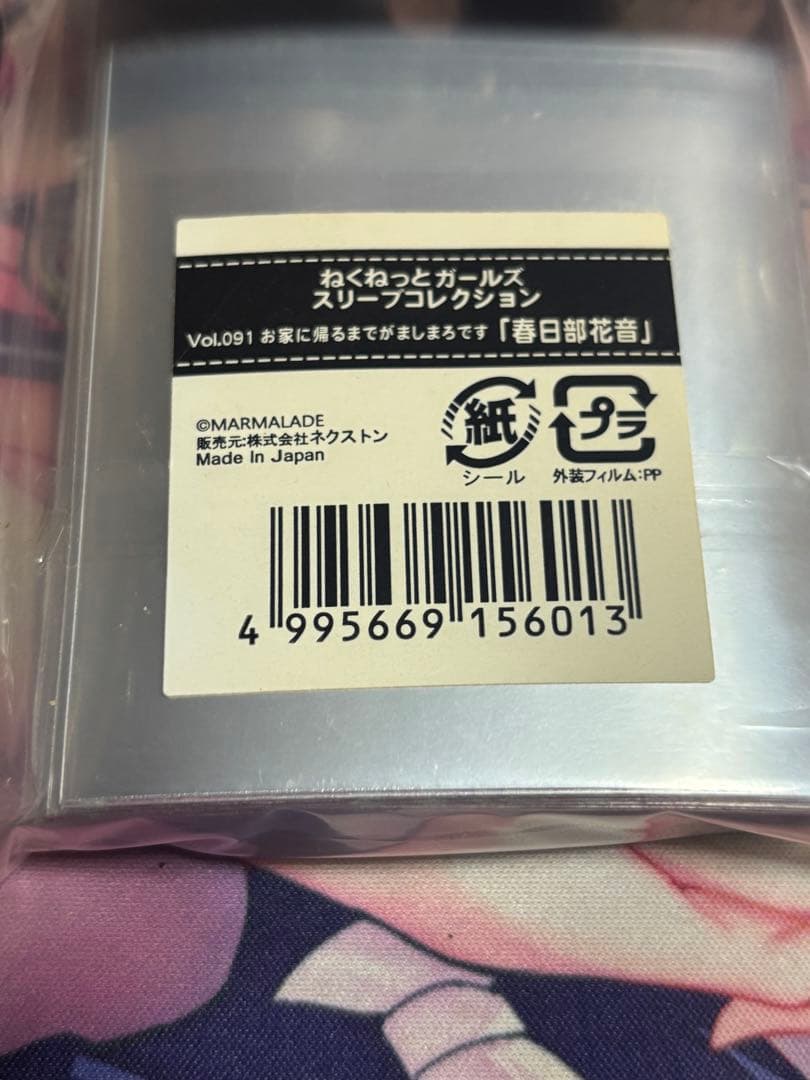 ねくねっとガールズ
スリーブコレクション
Vol.091 お家に帰るまでがましまろです「春日部花音」
©MARMALADE
販売元:株式会社ネクストン
Made In Japan
紙
シール
プラ
外装フィルム:PP
4 995669 156013